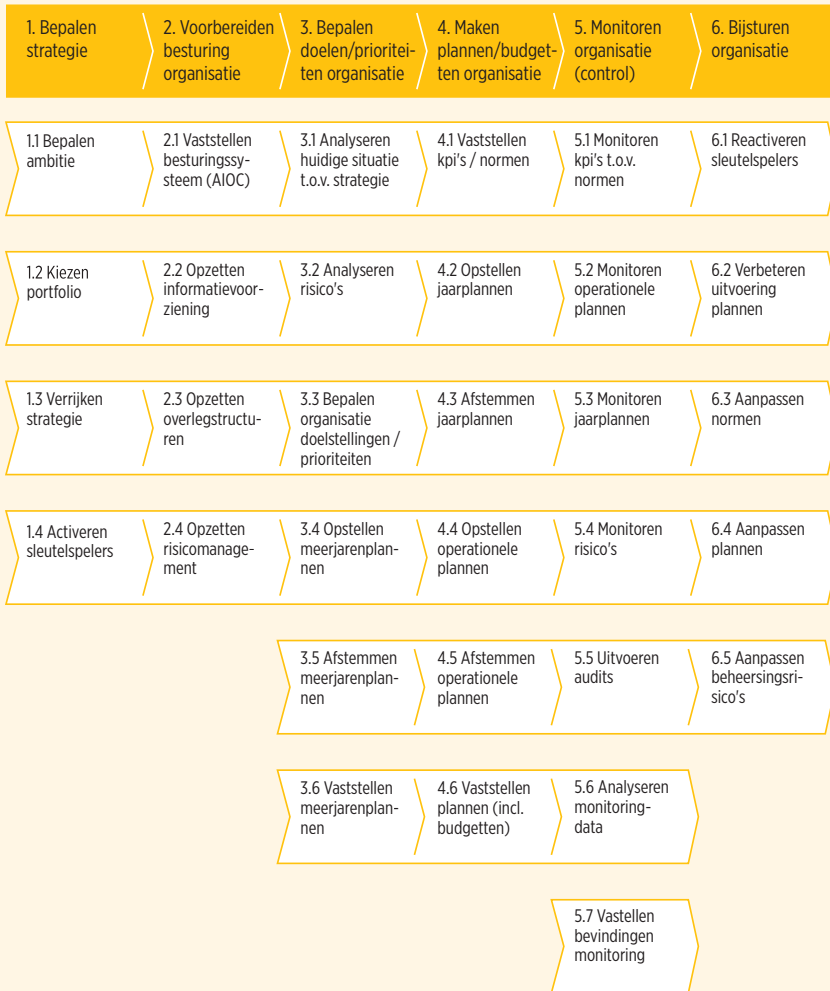 1. Bepalen
strategie
2. Voorbereiden
besturing
organisatie
3. Bepalen
doelen/prioritei-
ten organisatie
4. Maken
plannen/budget-
ten organisatie
5. Monitoren
organisatie
(control)
6. Bijsturen
organisatie
1.1 Bepalen
ambitie
2.1 Vaststellen
besturingssy-
steem (AIOC)
3.1 Analyseren
huidige situatie
t.o.v. strategie
4.1 Vaststellen
kpi's / normen
5.1 Monitoren
kpi's t.o.v.
normen
6.1 Reactiveren
sleutelspelers
1.2 Kiezen
portfolio
2.2 Opzetten
informatievoor-
ziening
3.2 Analyseren
risico's
4.2 Opstellen
jaarplannen
5.2 Monitoren
operationele
plannen
6.2 Verbeteren
uitvoering
plannen
1.3 Verrijken
strategie
2.3 Opzetten
overlegstructu-
ren
3.3 Bepalen
organisatie
doelstellingen /
prioriteiten
4.3 Afstemmen
jaarplannen
5.3 Monitoren
jaarplannen
6.3 Aanpassen
normen
1.4 Activeren
sleutelspelers
2.4 Opzetten
risicomanage-
ment
3.4 Opstellen
meerjarenplan-
nen
4.4 Opstellen
operationele
plannen
5.4 Monitoren
risico's
6.4 Aanpassen
plannen
3.5 Afstemmen
meerjarenplan-
nen
4.5 Afstemmen
operationele
plannen
5.5 Uitvoeren
audits
6.5 Aanpassen
beheersingsri-
sico's
3.6 Vaststellen
meerjarenplan-
nen
4.6 Vaststellen
plannen (incl.
budgetten)
5.6 Analyseren
monitoring-
data
5.7 Vastellen
bevindingen
monitoring